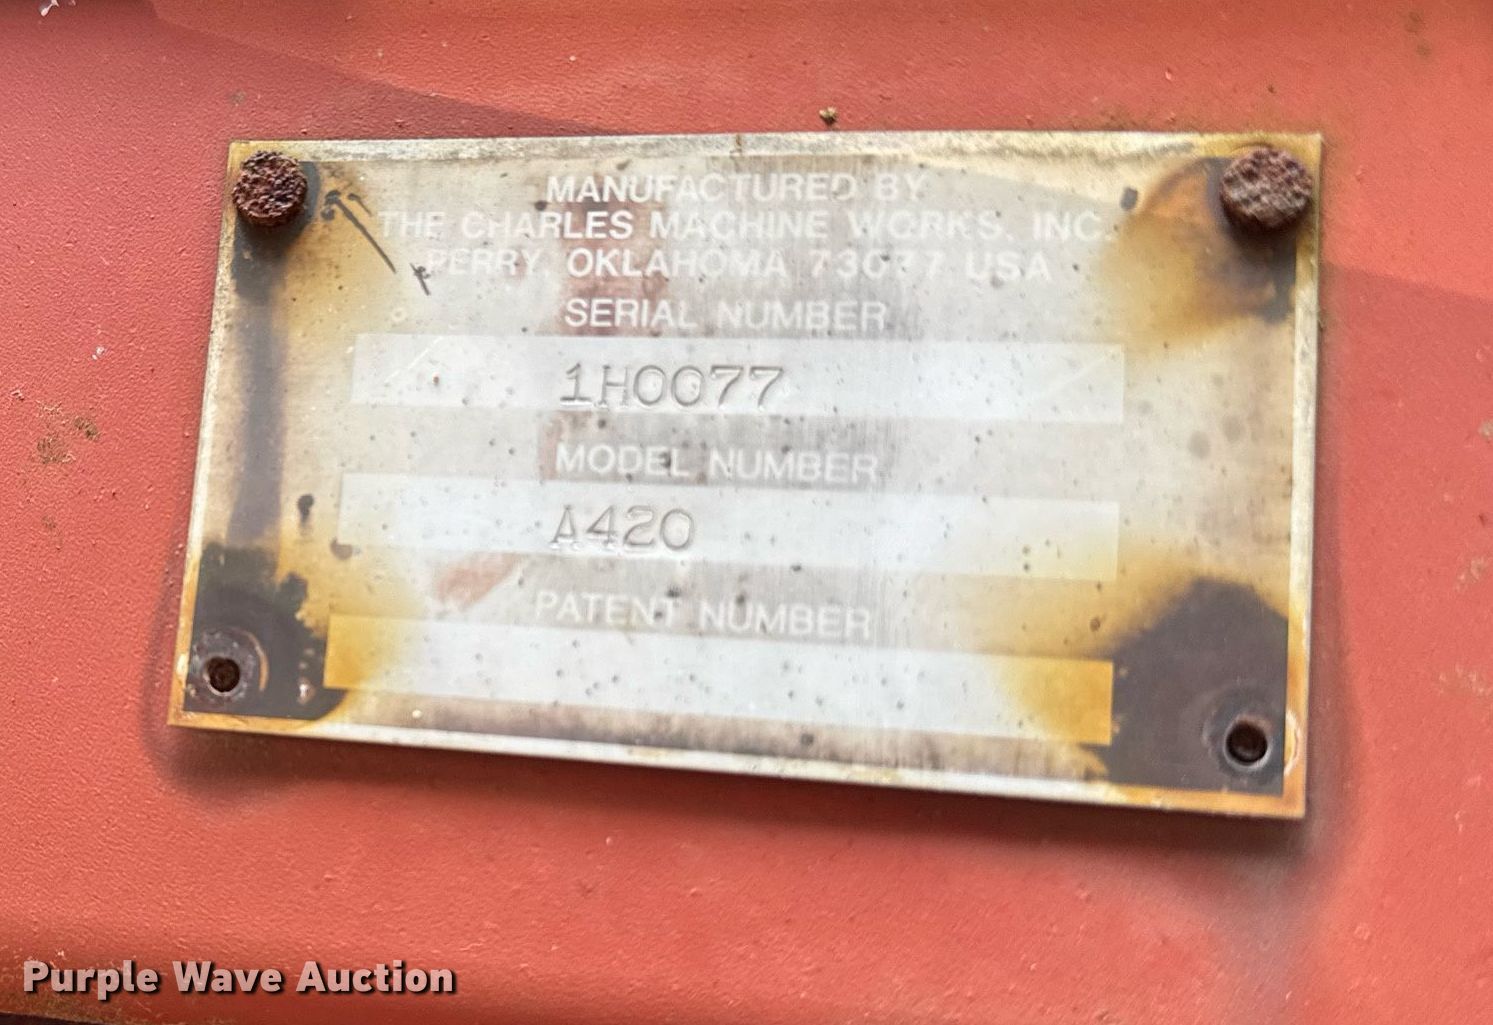 MANUFACTURED BY
THE CHARLES MACHINE WORKS, INC.
PERRY, OKLAHOMA 73077 USA
SERIAL NUMBER
1H0077
MODEL NUMBER
A420
PATENT NUMBER
Purple Wave Auction